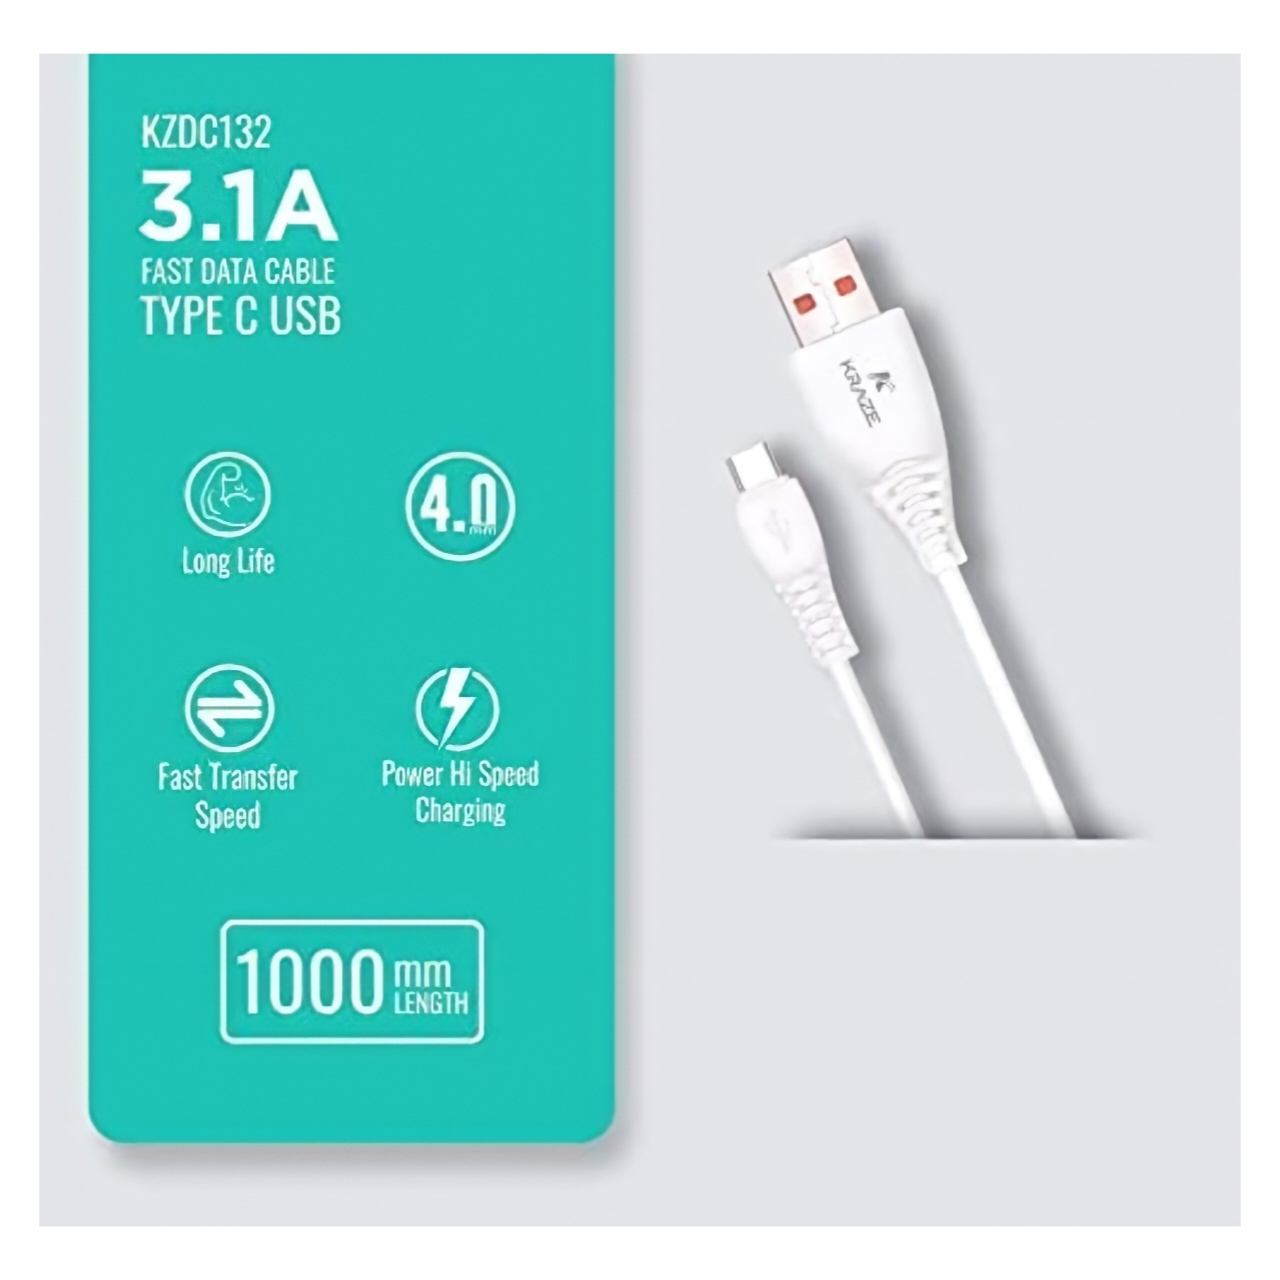 KZDC132
3.1A
FAST DATA CABLE
TYPE C USB
Long Life
4.0
mm
Fast Transfer
Speed
Power Hi Speed
Charging
1000 mm
LENGTH
K
KRAZE